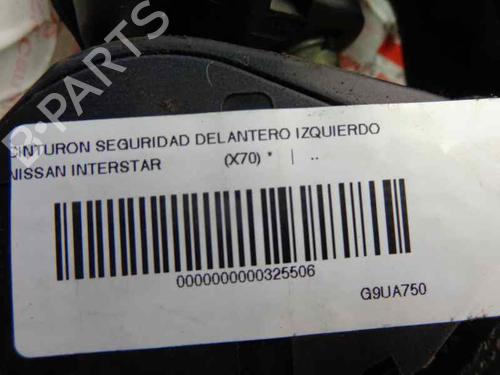 B-PARTS
CINTURON SEGURIDAD DELANTERO IZQUIERDO
NISSAN INTERSTAR (X70) * | ..
0000000000325506
G9UA750